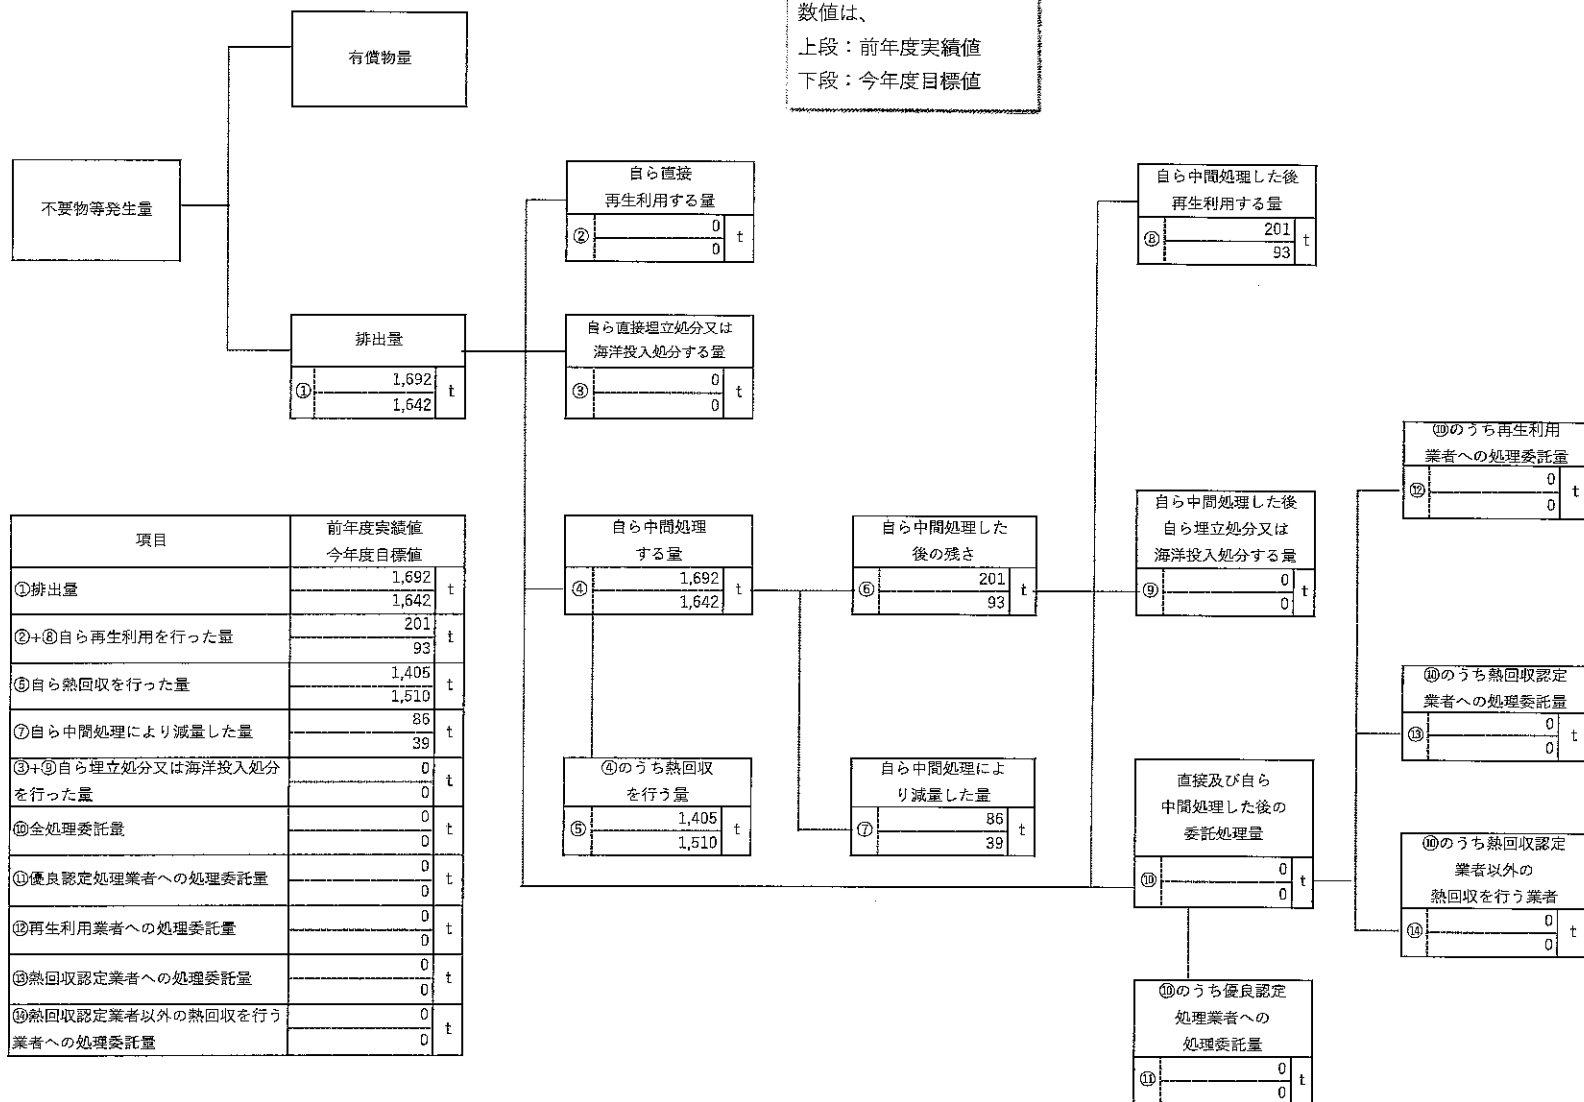 数値は、
上段：前年度実績値
下段：今年度目標値
有償物量
不要物等発生量
排出量
①
1,692
1,642
t
自ら直接
再生利用する量
②
0
0
t
自ら直接埋立処分又は
海洋投入処分する量
③
0
0
t
自ら中間処理
する量
④
1,692
1,642
t
④のうち熱回収
を行う量
⑤
1,405
1,510
t
自ら中間処理した
後の残さ
⑥
201
93
t
自ら中間処理によ
り減量した量
⑦
86
39
t
自ら中間処理した後
再生利用する量
⑧
201
93
t
自ら中間処理した後
自ら埋立処分又は
海洋投入処分する量
⑨
0
0
t
直接及び自ら
中間処理した後の
委託処理量
⑩
0
0
t
⑩のうち優良認定
処理業者への
処理委託量
⑪
0
0
t
⑩のうち再生利用
業者への処理委託量
⑫
0
0
t
⑩のうち熱回収認定
業者への処理委託量
⑬
0
0
t
⑩のうち熱回収認定
業者以外の
熱回収を行う業者
⑭
0
0
t
項目
前年度実績値
今年度目標値
①排出量
1,692
1,642
t
②+⑧自ら再生利用を行った量
201
93
t
⑤自ら熱回収を行った量
1,405
1,510
t
⑦自ら中間処理により減量した量
86
39
t
③+⑨自ら埋立処分又は海洋投入処分
を行った量
0
0
t
⑩全処理委託量
0
0
t
⑪優良認定処理業者への処理委託量
0
0
t
⑫再生利用業者への処理委託量
0
0
t
⑬熱回収認定業者への処理委託量
0
0
t
⑭熱回収認定業者以外の熱回収を行う
業者への処理委託量
0
0
t